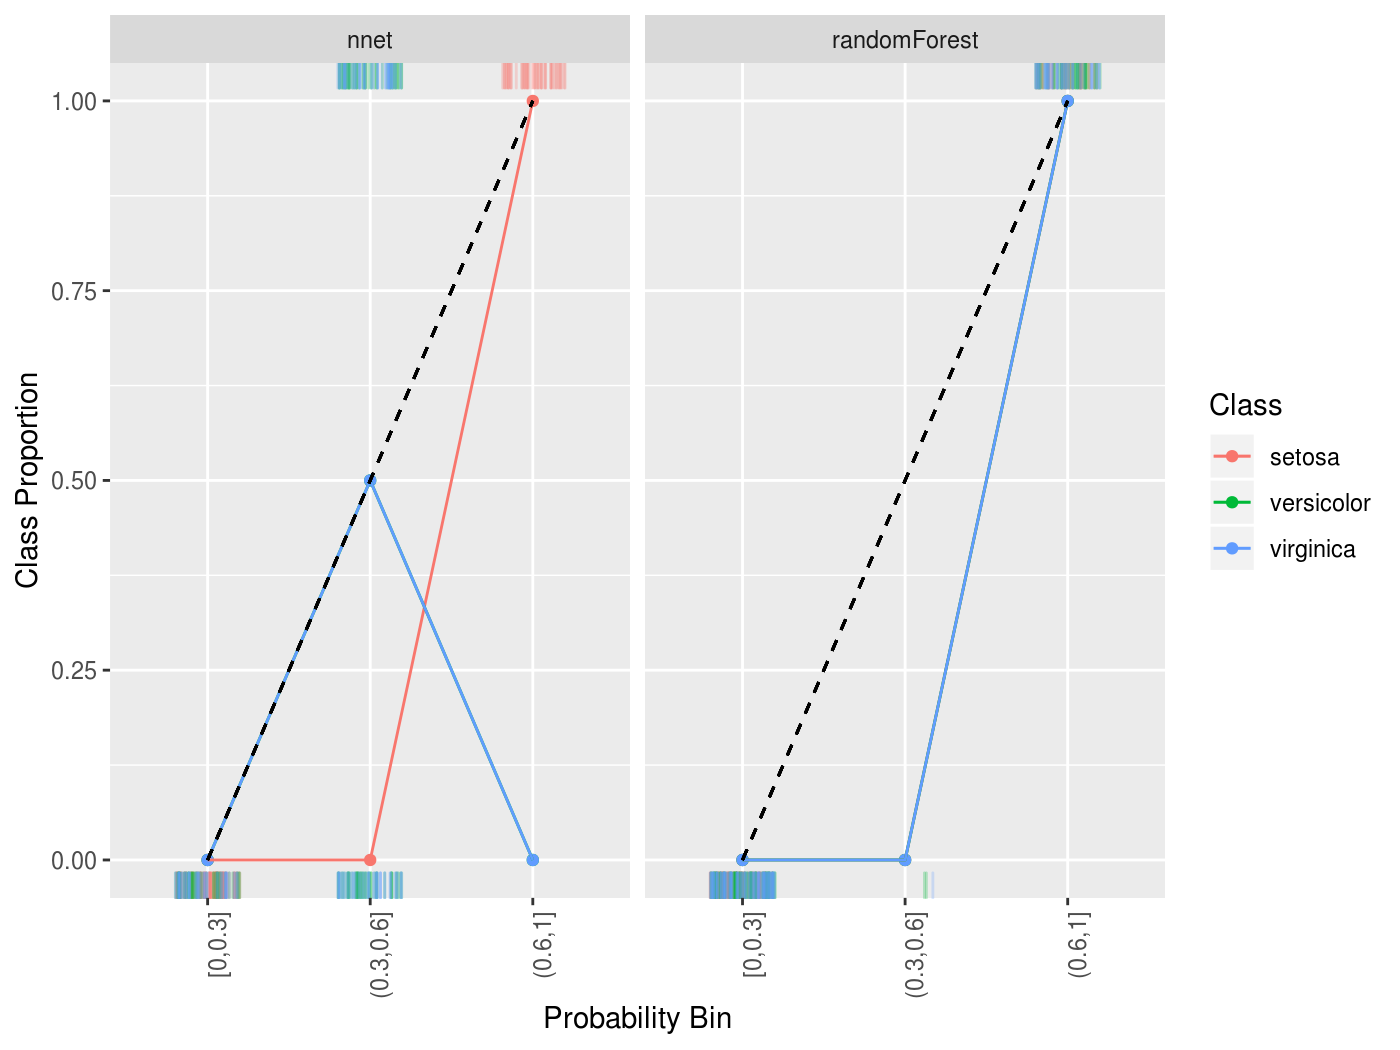 nnet
randomForest
1.00
0.75
0.50
0.25
0.00
Class Proportion
[0,0.3]
(0.3,0.6]
(0.6,1]
[0,0.3]
(0.3,0.6]
(0.6,1]
Probability Bin
Class
setosa
versicolor
virginica